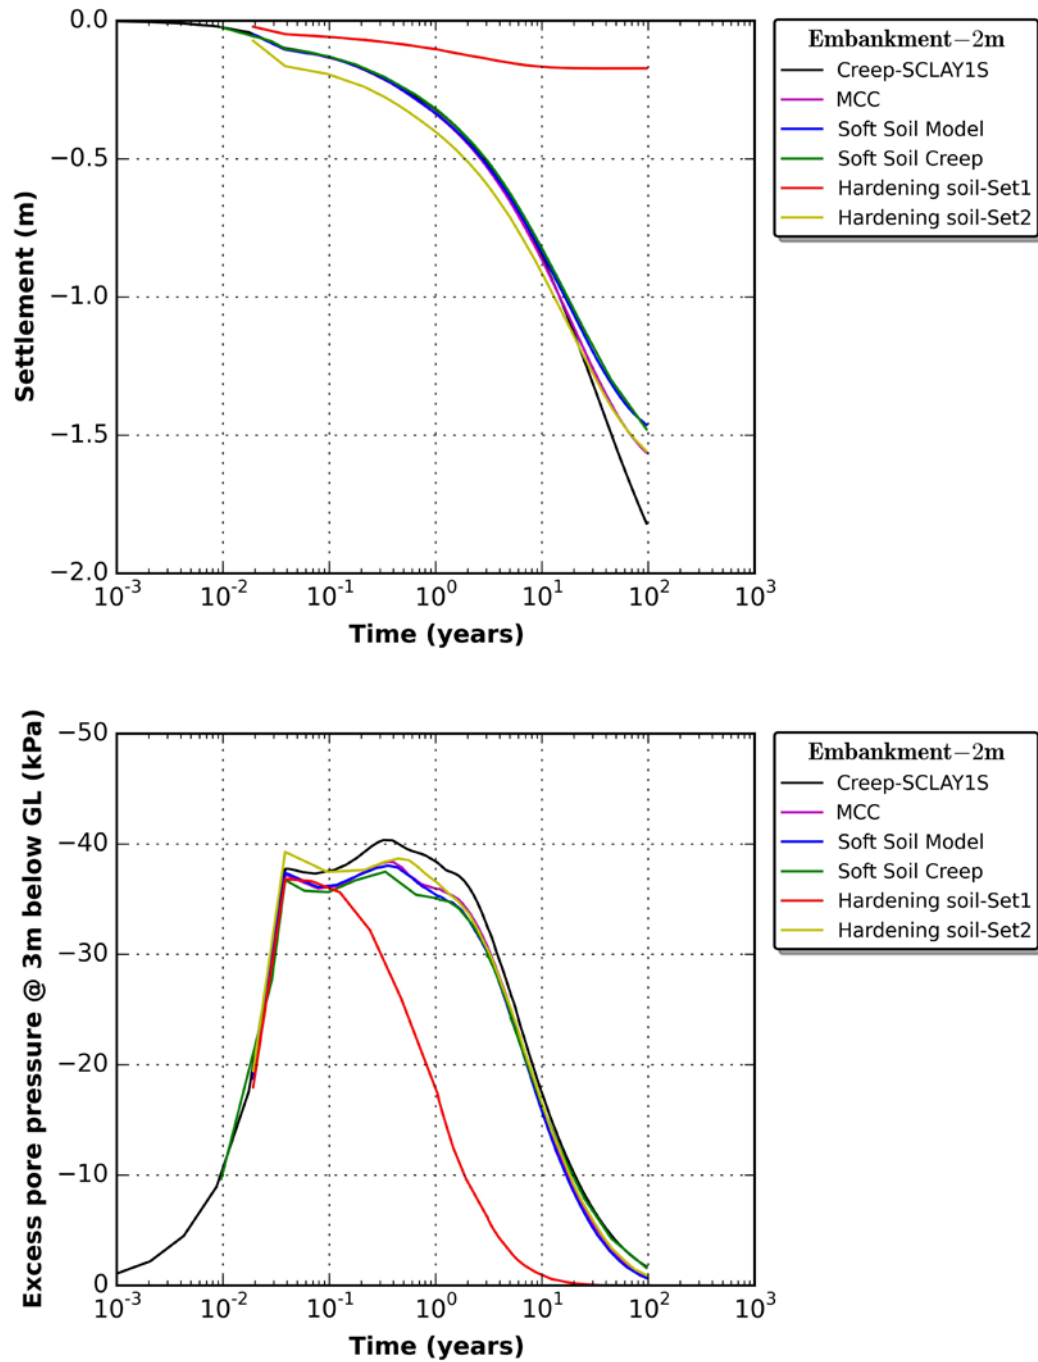 0.0
−0.5
−1.0
−1.5
−2.0
Settlement (m)
10⁻³ 10⁻² 10⁻¹ 10⁰ 10¹ 10² 10³
Time (years)
Embankment−2m
Creep-SCLAY1S
MCC
Soft Soil Model
Soft Soil Creep
Hardening soil-Set1
Hardening soil-Set2
−50
−40
−30
−20
−10
0
Excess pore pressure @ 3m below GL (kPa)
10⁻³ 10⁻² 10⁻¹ 10⁰ 10¹ 10² 10³
Time (years)
Embankment−2m
Creep-SCLAY1S
MCC
Soft Soil Model
Soft Soil Creep
Hardening soil-Set1
Hardening soil-Set2